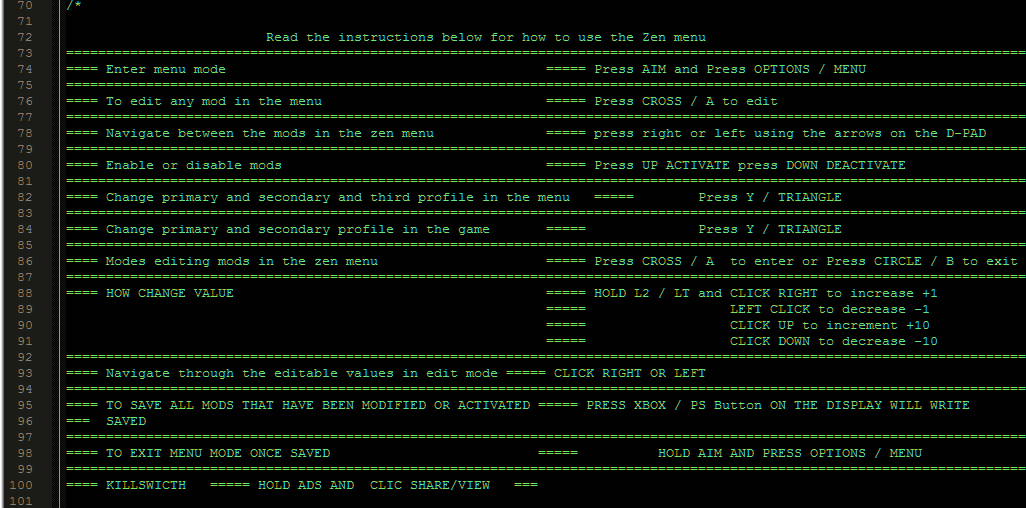 70 /*
71
72 Read the instructions below for how to use the Zen menu
73 ========================================================================================================================
74 ==== Enter menu mode ===== Press AIM and Press OPTIONS / MENU
75 ========================================================================================================================
76 ==== To edit any mod in the menu ===== Press CROSS / A to edit
77 ========================================================================================================================
78 ==== Navigate between the mods in the zen menu ===== press right or left using the arrows on the D-PAD
79 ========================================================================================================================
80 ==== Enable or disable mods ===== Press UP ACTIVATE press DOWN DEACTIVATE
81 ========================================================================================================================
82 ==== Change primary and secondary and third profile in the menu ===== Press Y / TRIANGLE
83 ========================================================================================================================
84 ==== Change primary and secondary profile in the game ===== Press Y / TRIANGLE
85 ========================================================================================================================
86 ==== Modes editing mods in the zen menu ===== Press CROSS / A to enter or Press CIRCLE / B to exit
87 ========================================================================================================================
88 ==== HOW CHANGE VALUE ===== HOLD L2 / LT and CLICK RIGHT to increase +1
89 ===== LEFT CLICK to decrease -1
90 ===== CLICK UP to increment +10
91 ===== CLICK DOWN to decrease -10
92 ========================================================================================================================
93 ==== Navigate through the editable values in edit mode ===== CLICK RIGHT OR LEFT
94 ========================================================================================================================
95 ==== TO SAVE ALL MODS THAT HAVE BEEN MODIFIED OR ACTIVATED ===== PRESS XBOX / PS Button ON THE DISPLAY WILL WRITE
96 === SAVED
97 ========================================================================================================================
98 ==== TO EXIT MENU MODE ONCE SAVED ===== HOLD AIM AND PRESS OPTIONS / MENU
99 ========================================================================================================================
100 ==== KILLSWICTH ===== HOLD ADS AND CLIC SHARE/VIEW ===
101